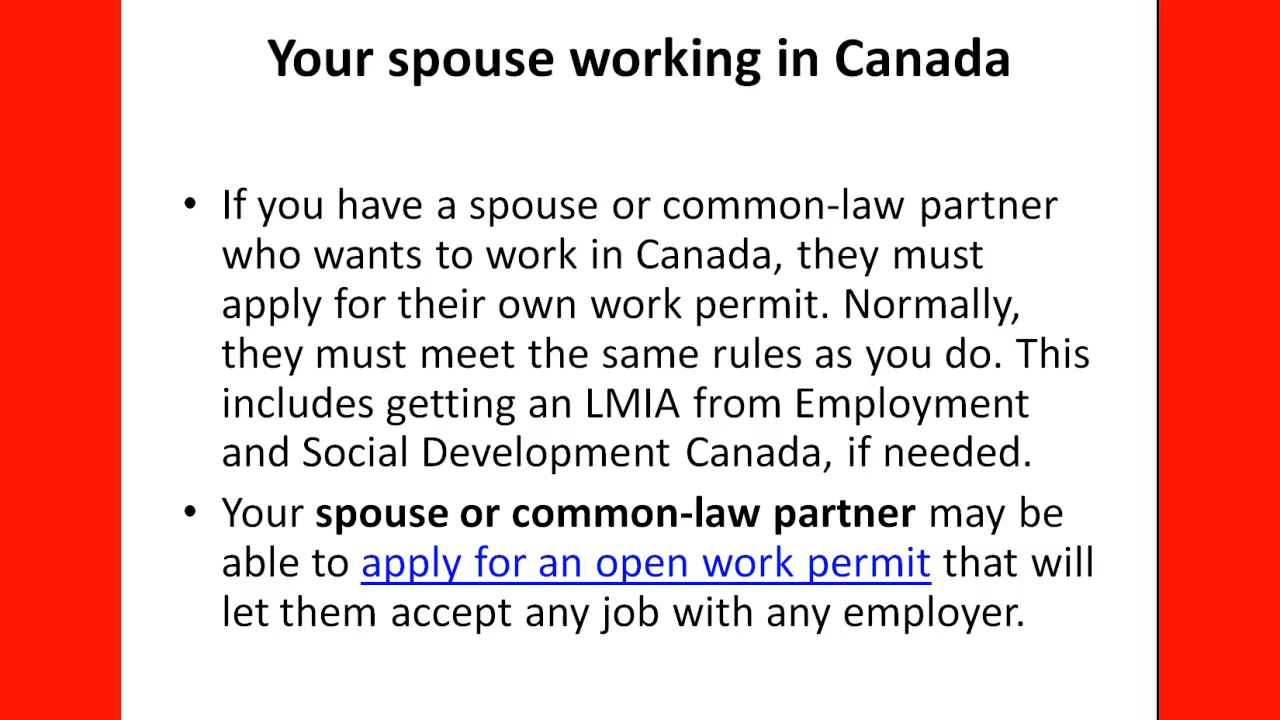 Your spouse working in Canada
• If you have a spouse or common-law partner
who wants to work in Canada, they must
apply for their own work permit. Normally,
they must meet the same rules as you do. This
includes getting an LMIA from Employment
and Social Development Canada, if needed.
• Your spouse or common-law partner may be
able to apply for an open work permit that will
let them accept any job with any employer.